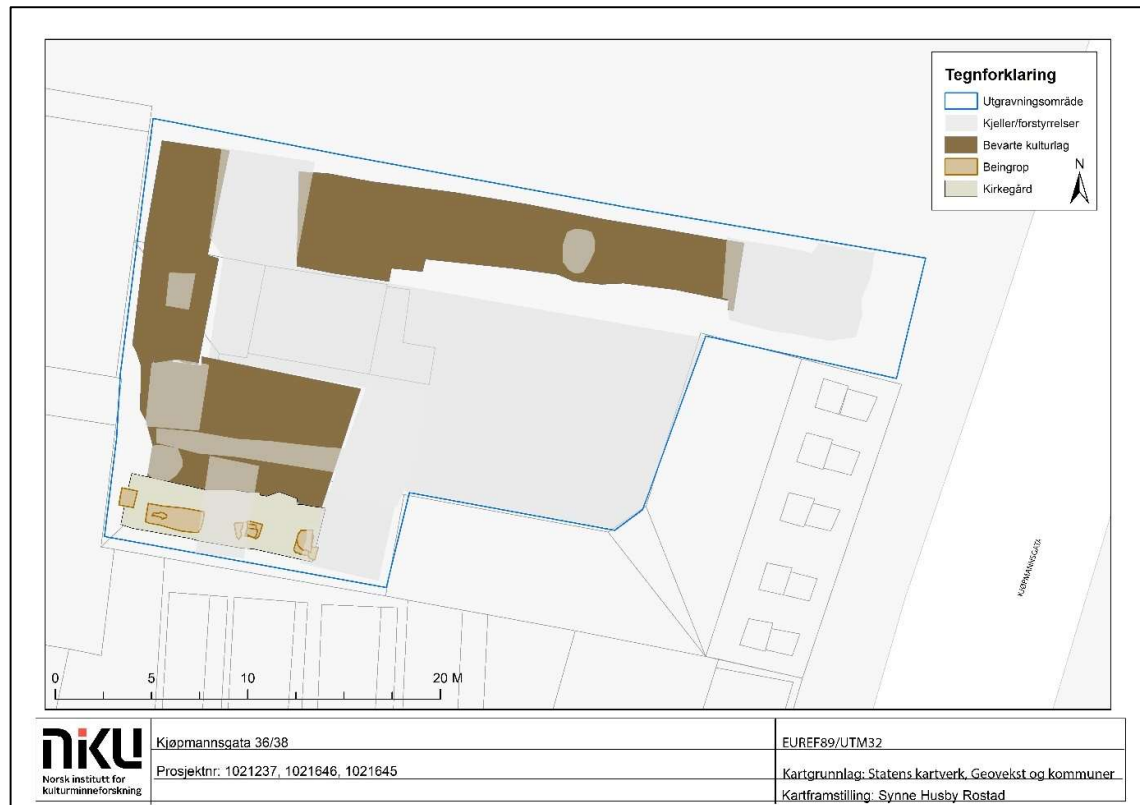 Tegnforklaring
Utgravningsområde
Kjeller/forstyrrelser
Bevarte kulturlag
Beingrop
Kirkegård
N
KJØPMANNSGATA
0 5 10 20 M
NIKU
Norsk institutt for
kulturminneforskning
Kjøpmannsgata 36/38
Prosjektnr: 1021237, 1021646, 1021645
EUREF89/UTM32
Kartgrunnlag: Statens kartverk, Geovekst og kommuner
Kartframstilling: Synne Husby Rostad